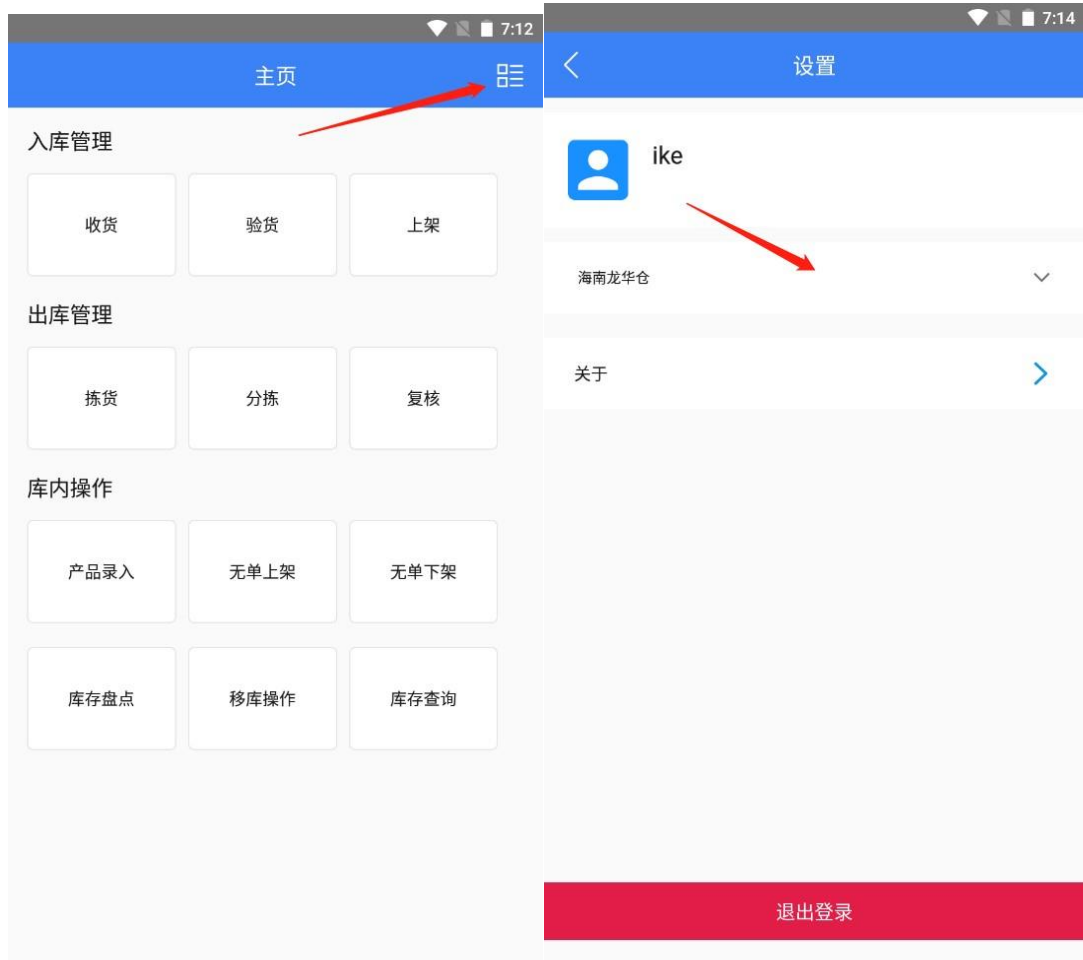 7:12
主页
入库管理
收货 验货 上架
出库管理
拣货 分拣 复核
库内操作
产品录入 无单上架 无单下架
库存盘点 移库操作 库存查询
7:14
设置
ike
海南龙华仓
关于
退出登录